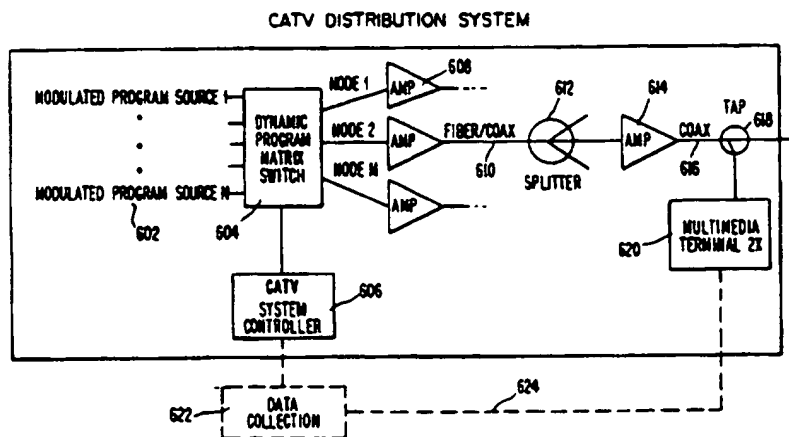 CATV DISTRIBUTION SYSTEM
MODULATED PROGRAM SOURCE 1
MODULATED PROGRAM SOURCE N
602
DYNAMIC
PROGRAM
MATRIX
SWITCH
604
NODE 1
NODE 2
NODE M
AMP
608
AMP
AMP
FIBER/COAX
610
612
SPLITTER
614
AMP
COAX
616
TAP
618
620
MULTIMEDIA
TERMINAL 2X
CATV
SYSTEM
CONTROLLER
606
622
DATA
COLLECTION
624